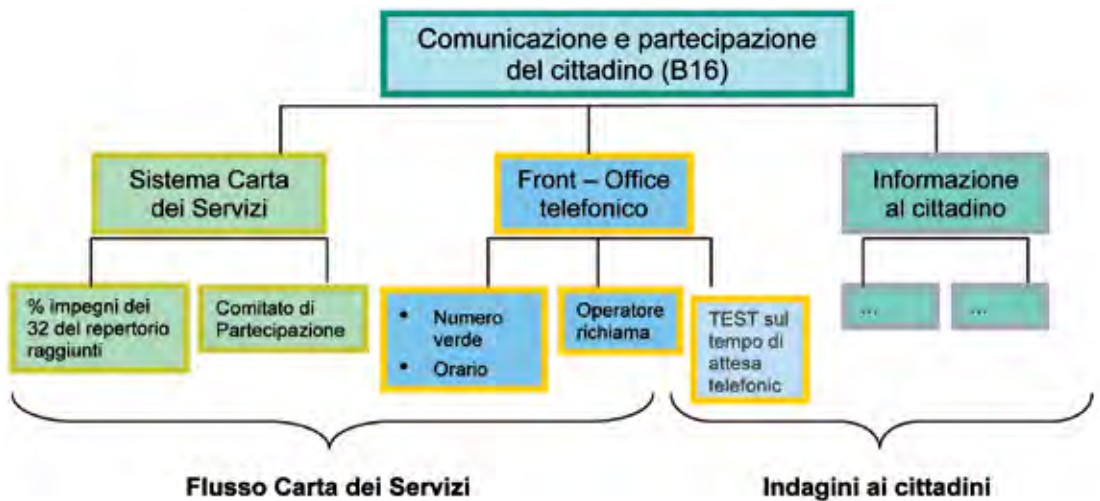 Comunicazione e partecipazione
del cittadino (B16)
Sistema Carta
dei Servizi
Front – Office
telefonico
Informazione
al cittadino
% impegni dei
32 del repertorio
raggiunti
Comitato di
Partecipazione
• Numero
verde
• Orario
Operatore
richiama
TEST sul
tempo di
attesa
telefonic
...
...
Flusso Carta dei Servizi
Indagini ai cittadini